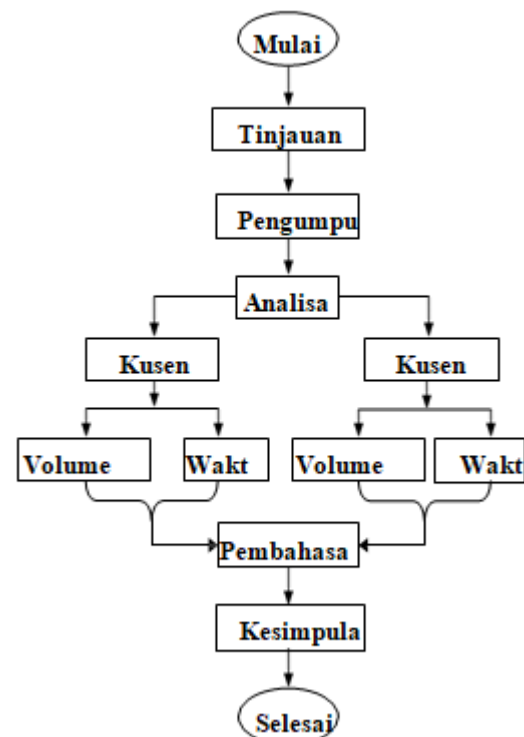 Mulai
Tinjauan
Pengumpu
Analisa
Kusen
Kusen
Volume
Wakt
Volume
Wakt
Pembahasa
Kesimpula
Selesai